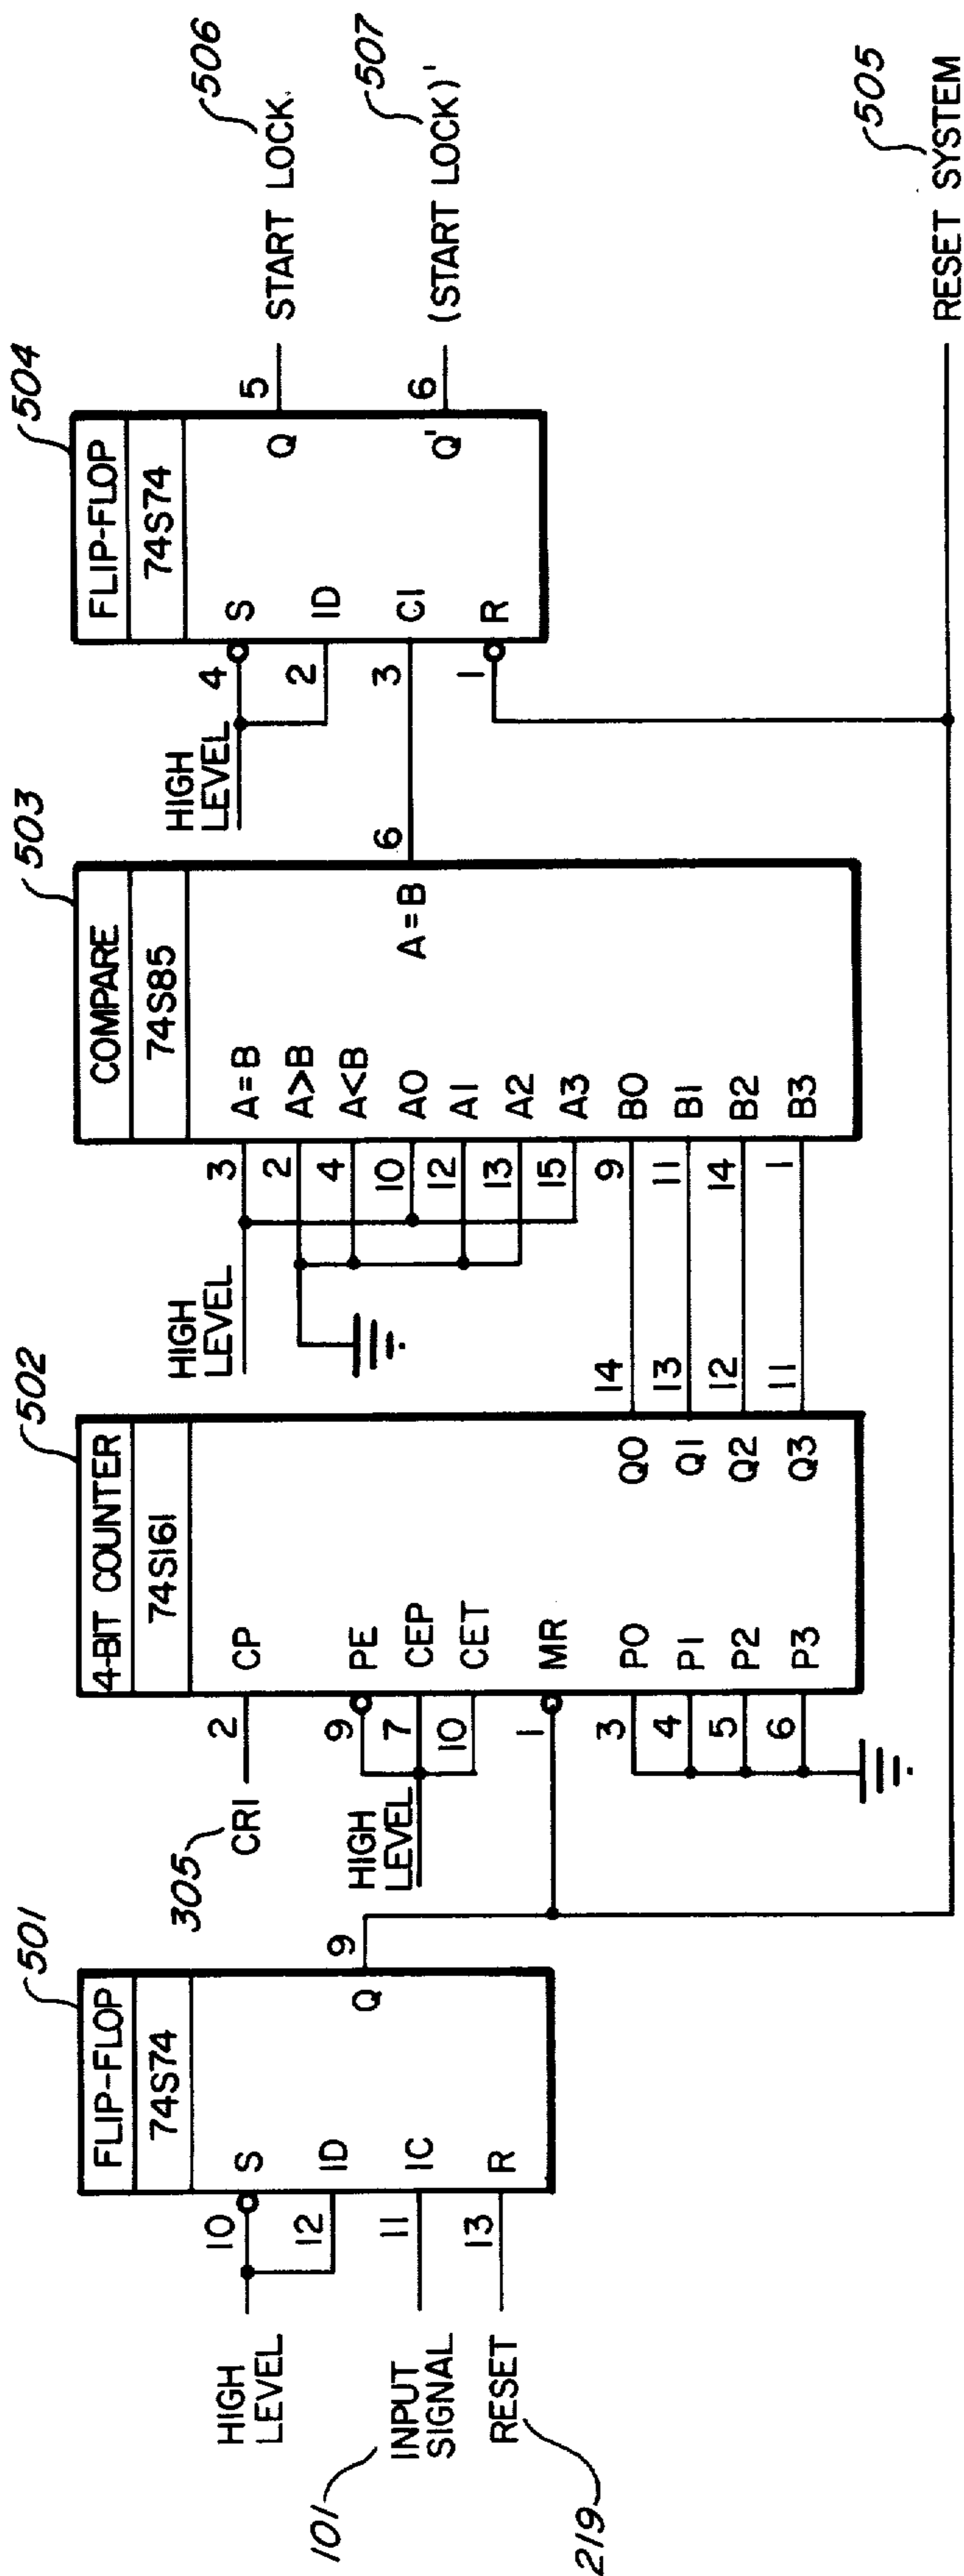 501
FLIP-FLOP
74S74
HIGH
LEVEL
10
S
12
1D
INPUT
SIGNAL
101
11
1C
RESET
219
13
R
Q
9
502
4-BIT COUNTER
74S161
305
CR1
2
CP
HIGH
LEVEL
9
PE
7
CEP
10
CET
1
MR
3
P0
4
P1
5
P2
6
P3
Q0
14
Q1
13
Q2
12
Q3
11
503
COMPARE
74S85
HIGH
LEVEL
3
A=B
2
A>B
4
A<B
10
A0
12
A1
13
A2
15
A3
9
B0
11
B1
14
B2
1
B3
A=B
6
504
FLIP-FLOP
74S74
HIGH
LEVEL
4
S
2
1D
3
C1
1
R
Q
5
START LOCK.
506
Q'
6
(START LOCK)'
507
RESET SYSTEM
505